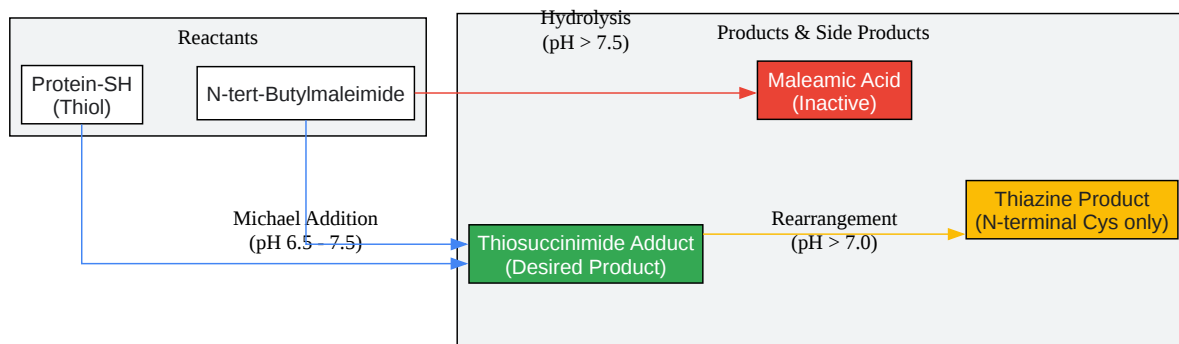 Hydrolysis
(pH > 7.5)
Reactants
Products & Side Products
Protein-SH
(Thiol)
N-tert-Butylmaleimide
Maleamic Acid
(Inactive)
Michael Addition
(pH 6.5 - 7.5)
Thiosuccinimide Adduct
(Desired Product)
Rearrangement
(pH > 7.0)
Thiazine Product
(N-terminal Cys only)